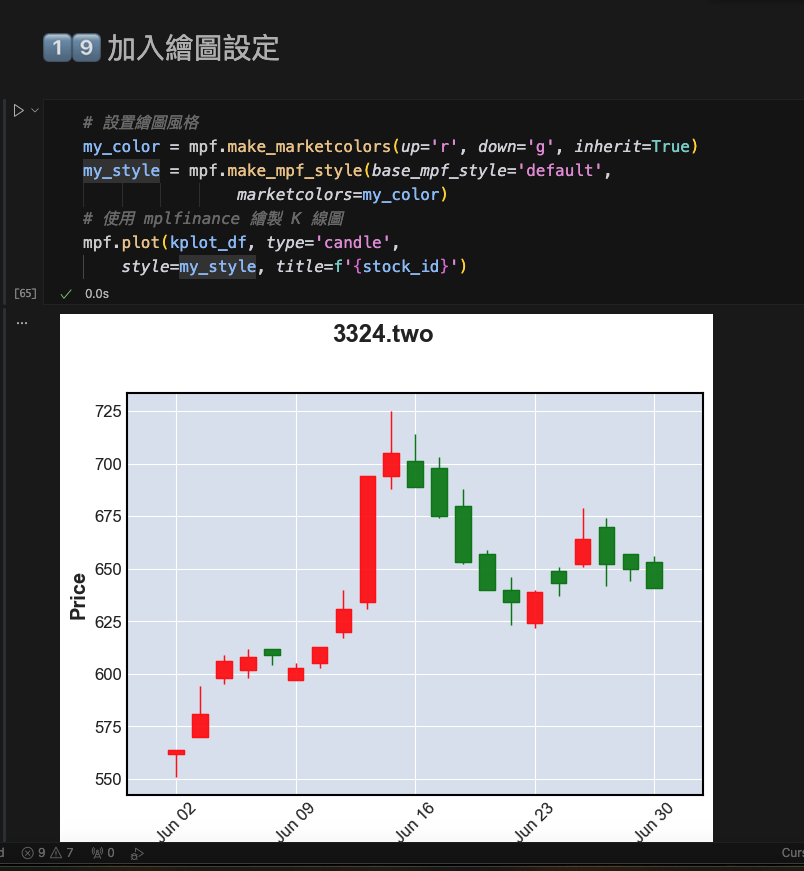 19 加入繪圖設定
# 設置繪圖風格
my_color = mpf.make_marketcolors(up='r', down='g', inherit=True)
my_style = mpf.make_mpf_style(base_mpf_style='default',
marketcolors=my_color)
# 使用 mplfinance 繪製 K 線圖
mpf.plot(kplot_df, type='candle',
style=my_style, title=f'{stock_id}')
[65]
0.0s
...
3324.two
725
700
675
650
625
600
575
550
Price
Jun 02
Jun 09
Jun 16
Jun 23
Jun 30
9 7 0